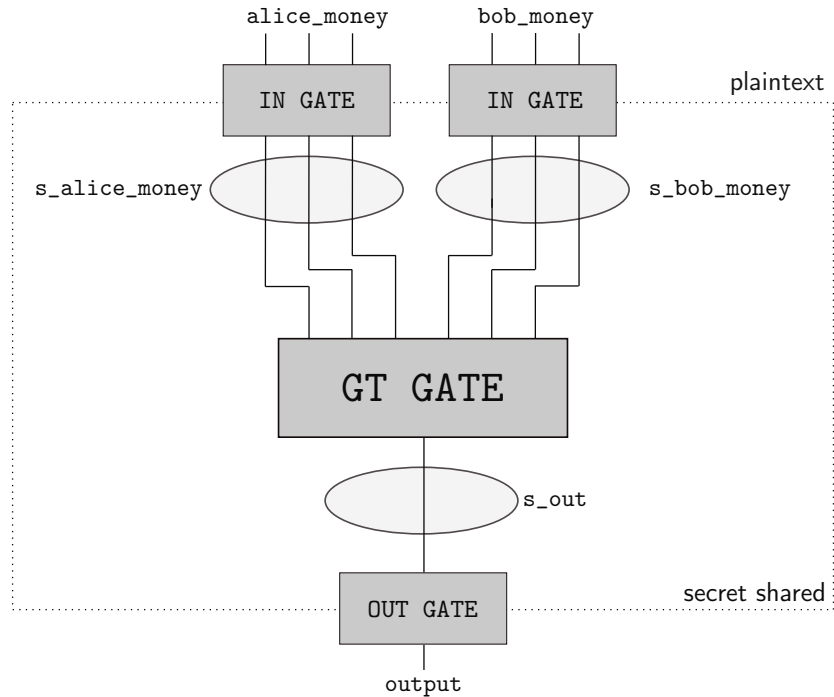 alice_money
bob_money
plaintext
IN GATE
IN GATE
s_alice_money
s_bob_money
GT GATE
s_out
secret shared
OUT GATE
output